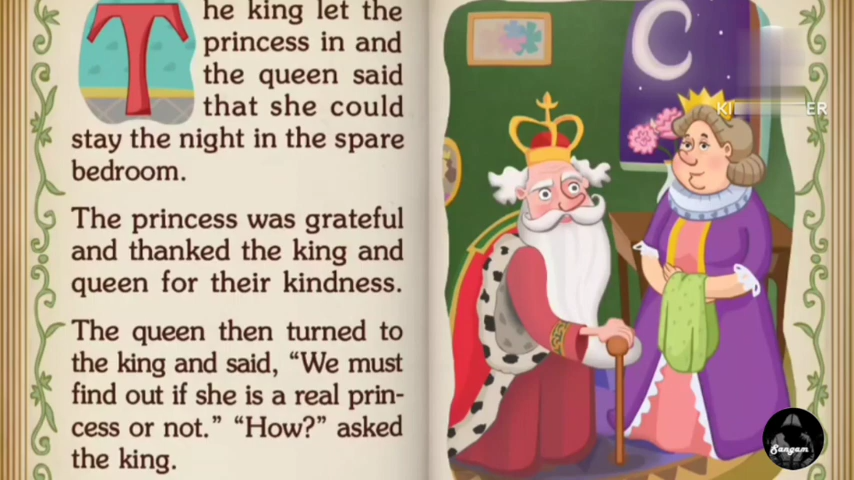 The king let the
princess in and
the queen said
that she could
stay the night in the spare
bedroom.
The princess was grateful
and thanked the king and
queen for their kindness.
The queen then turned to
the king and said, “We must
find out if she is a real prin-
cess or not.” “How?” asked
the king.
Sangam